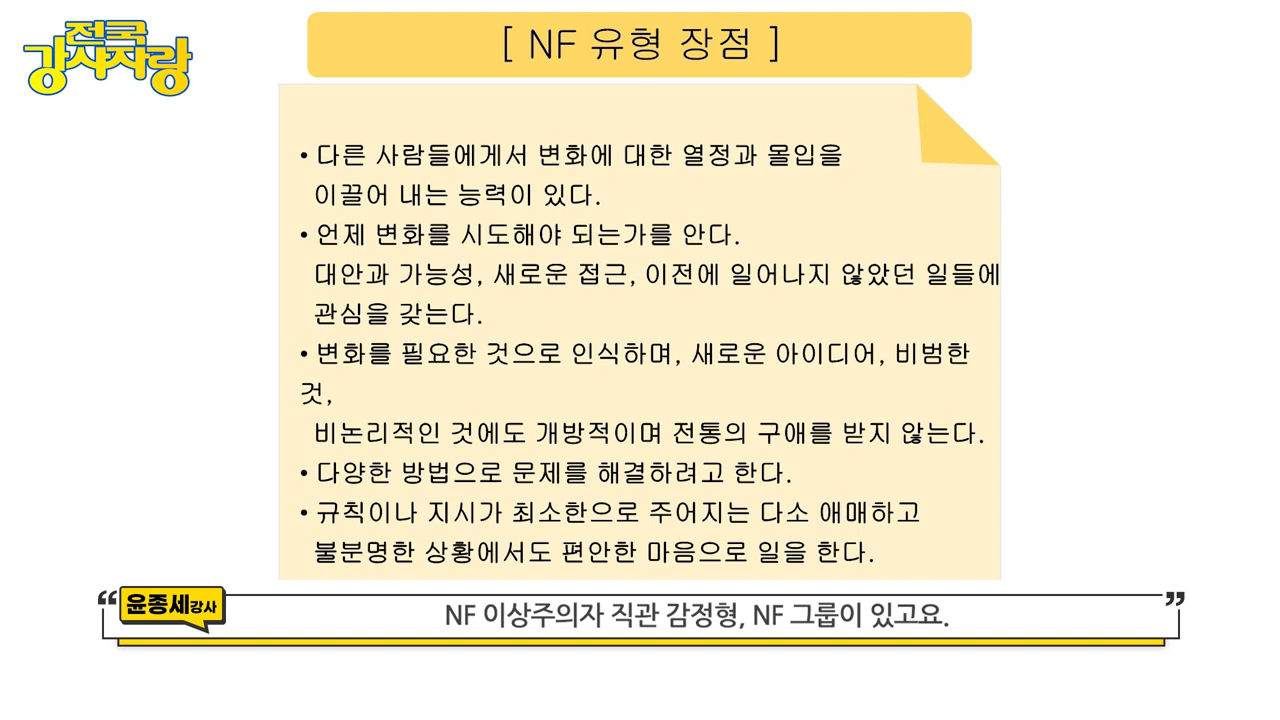 전국
강사자랑
[ NF 유형 장점 ]
• 다른 사람들에게서 변화에 대한 열정과 몰입을
이끌어 내는 능력이 있다.
• 언제 변화를 시도해야 되는가를 안다.
대안과 가능성, 새로운 접근, 이전에 일어나지 않았던 일들에
관심을 갖는다.
• 변화를 필요한 것으로 인식하며, 새로운 아이디어, 비범한
것,
비논리적인 것에도 개방적이며 전통의 구애를 받지 않는다.
• 다양한 방법으로 문제를 해결하려고 한다.
• 규칙이나 지시가 최소한으로 주어지는 다소 애매하고
불분명한 상황에서도 편안한 마음으로 일을 한다.
“ 윤종세강사
NF 이상주의자 직관 감정형, NF 그룹이 있고요. ”